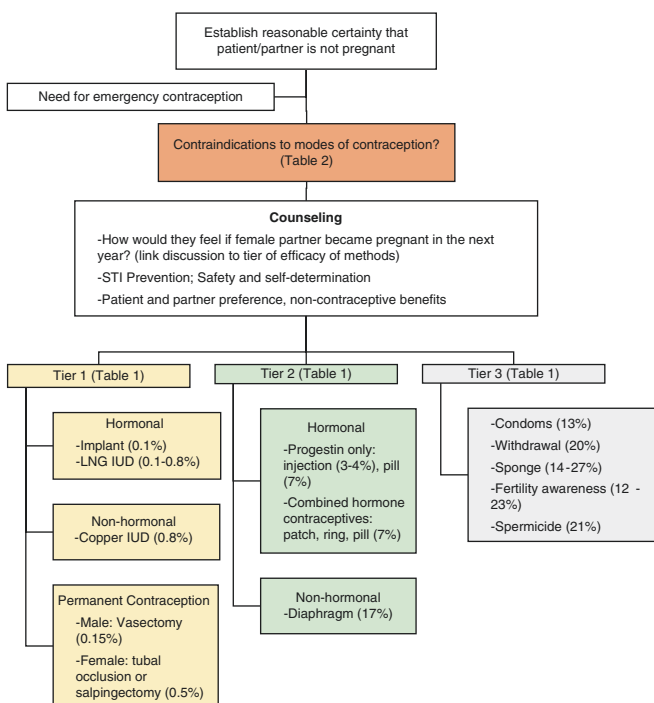 Establish reasonable certainty that
patient/partner is not pregnant
Need for emergency contraception
Contraindications to modes of contraception?
(Table 2)
Counseling
-How would they feel if female partner became pregnant in the next
year? (link discussion to tier of efficacy of methods)
-STI Prevention; Safety and self-determination
-Patient and partner preference, non-contraceptive benefits
Tier 1 (Table 1)
Hormonal
-Implant (0.1%)
-LNG IUD (0.1-0.8%)
Non-hormonal
-Copper IUD (0.8%)
Permanent Contraception
-Male: Vasectomy
(0.15%)
-Female: tubal
occlusion or
salpingectomy (0.5%)
Tier 2 (Table 1)
Hormonal
-Progestin only:
injection (3-4%), pill
(7%)
-Combined hormone
contraceptives:
patch, ring, pill (7%)
Non-hormonal
-Diaphragm (17%)
Tier 3 (Table 1)
-Condoms (13%)
-Withdrawal (20%)
-Sponge (14-27%)
-Fertility awareness (12 -
23%)
-Spermicide (21%)